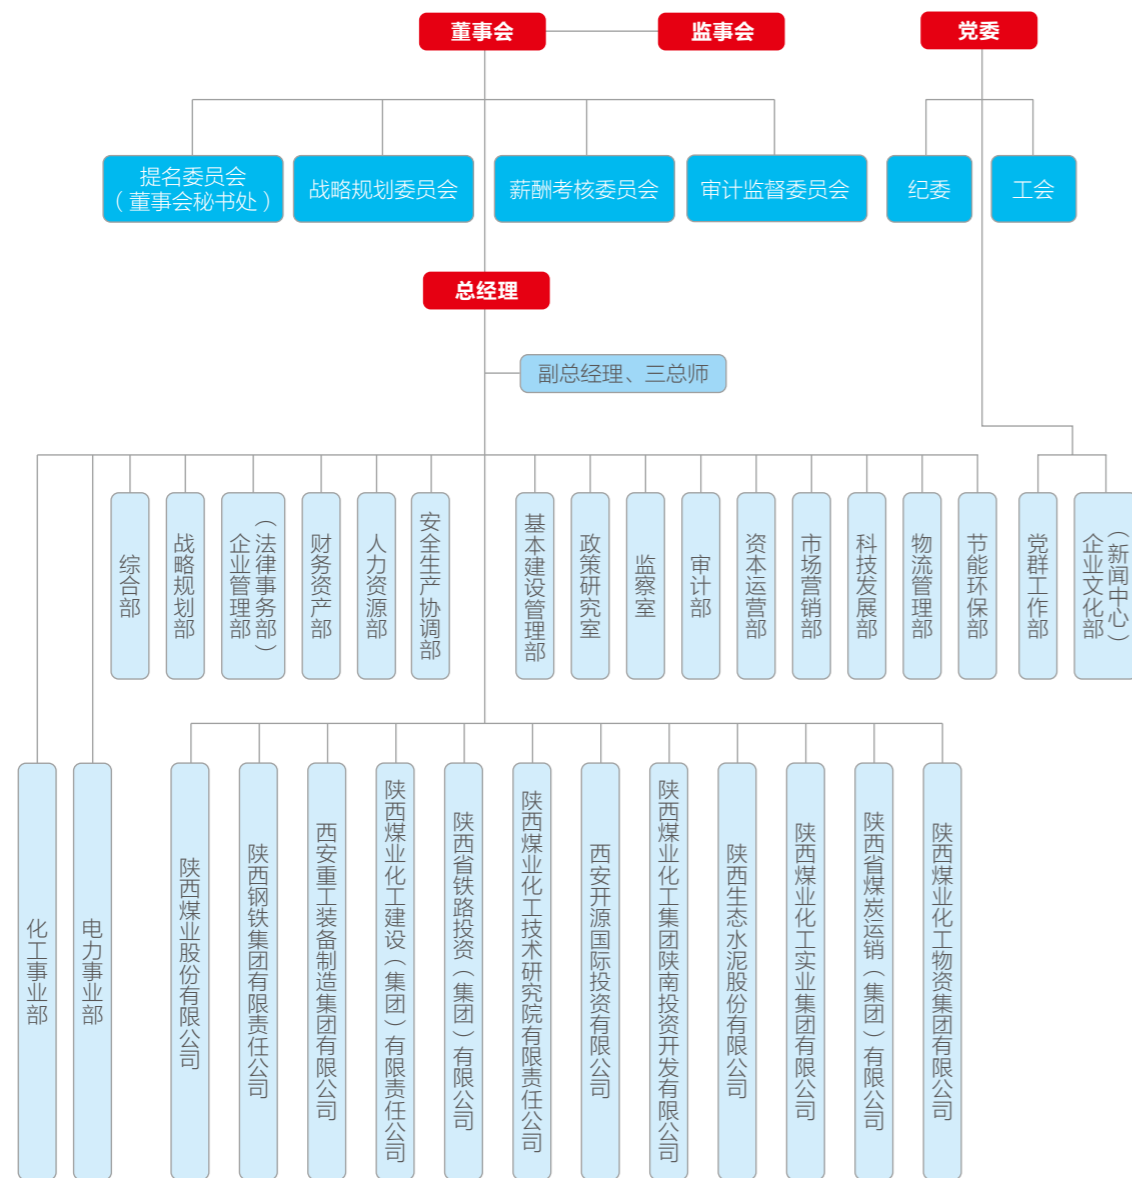 董事会
监事会
党委
提名委员会
（董事会秘书处）
战略规划委员会
薪酬考核委员会
审计监督委员会
纪委
工会
总经理
副总经理、三总师
综合部
战略规划部
（法律事务部）
企业管理部
财务资产部
人力资源部
安全生产协调部
基本建设管理部
政策研究室
监察室
审计部
资本运营部
市场营销部
科技发展部
物流管理部
节能环保部
党群工作部
（新闻中心）
企业文化部
化工事业部
电力事业部
陕西煤业股份有限公司
陕西钢铁集团有限责任公司
西安重工装备制造集团有限公司
陕西煤业化工建设（集团）有限责任公司
陕西省铁路投资（集团）有限公司
陕西煤业化工技术研究院有限责任公司
西安开源国际投资有限公司
陕西煤业化工集团陕南投资开发有限公司
陕西生态水泥股份有限公司
陕西煤业化工实业集团有限公司
陕西省煤炭运销（集团）有限公司
陕西煤业化工物资集团有限公司